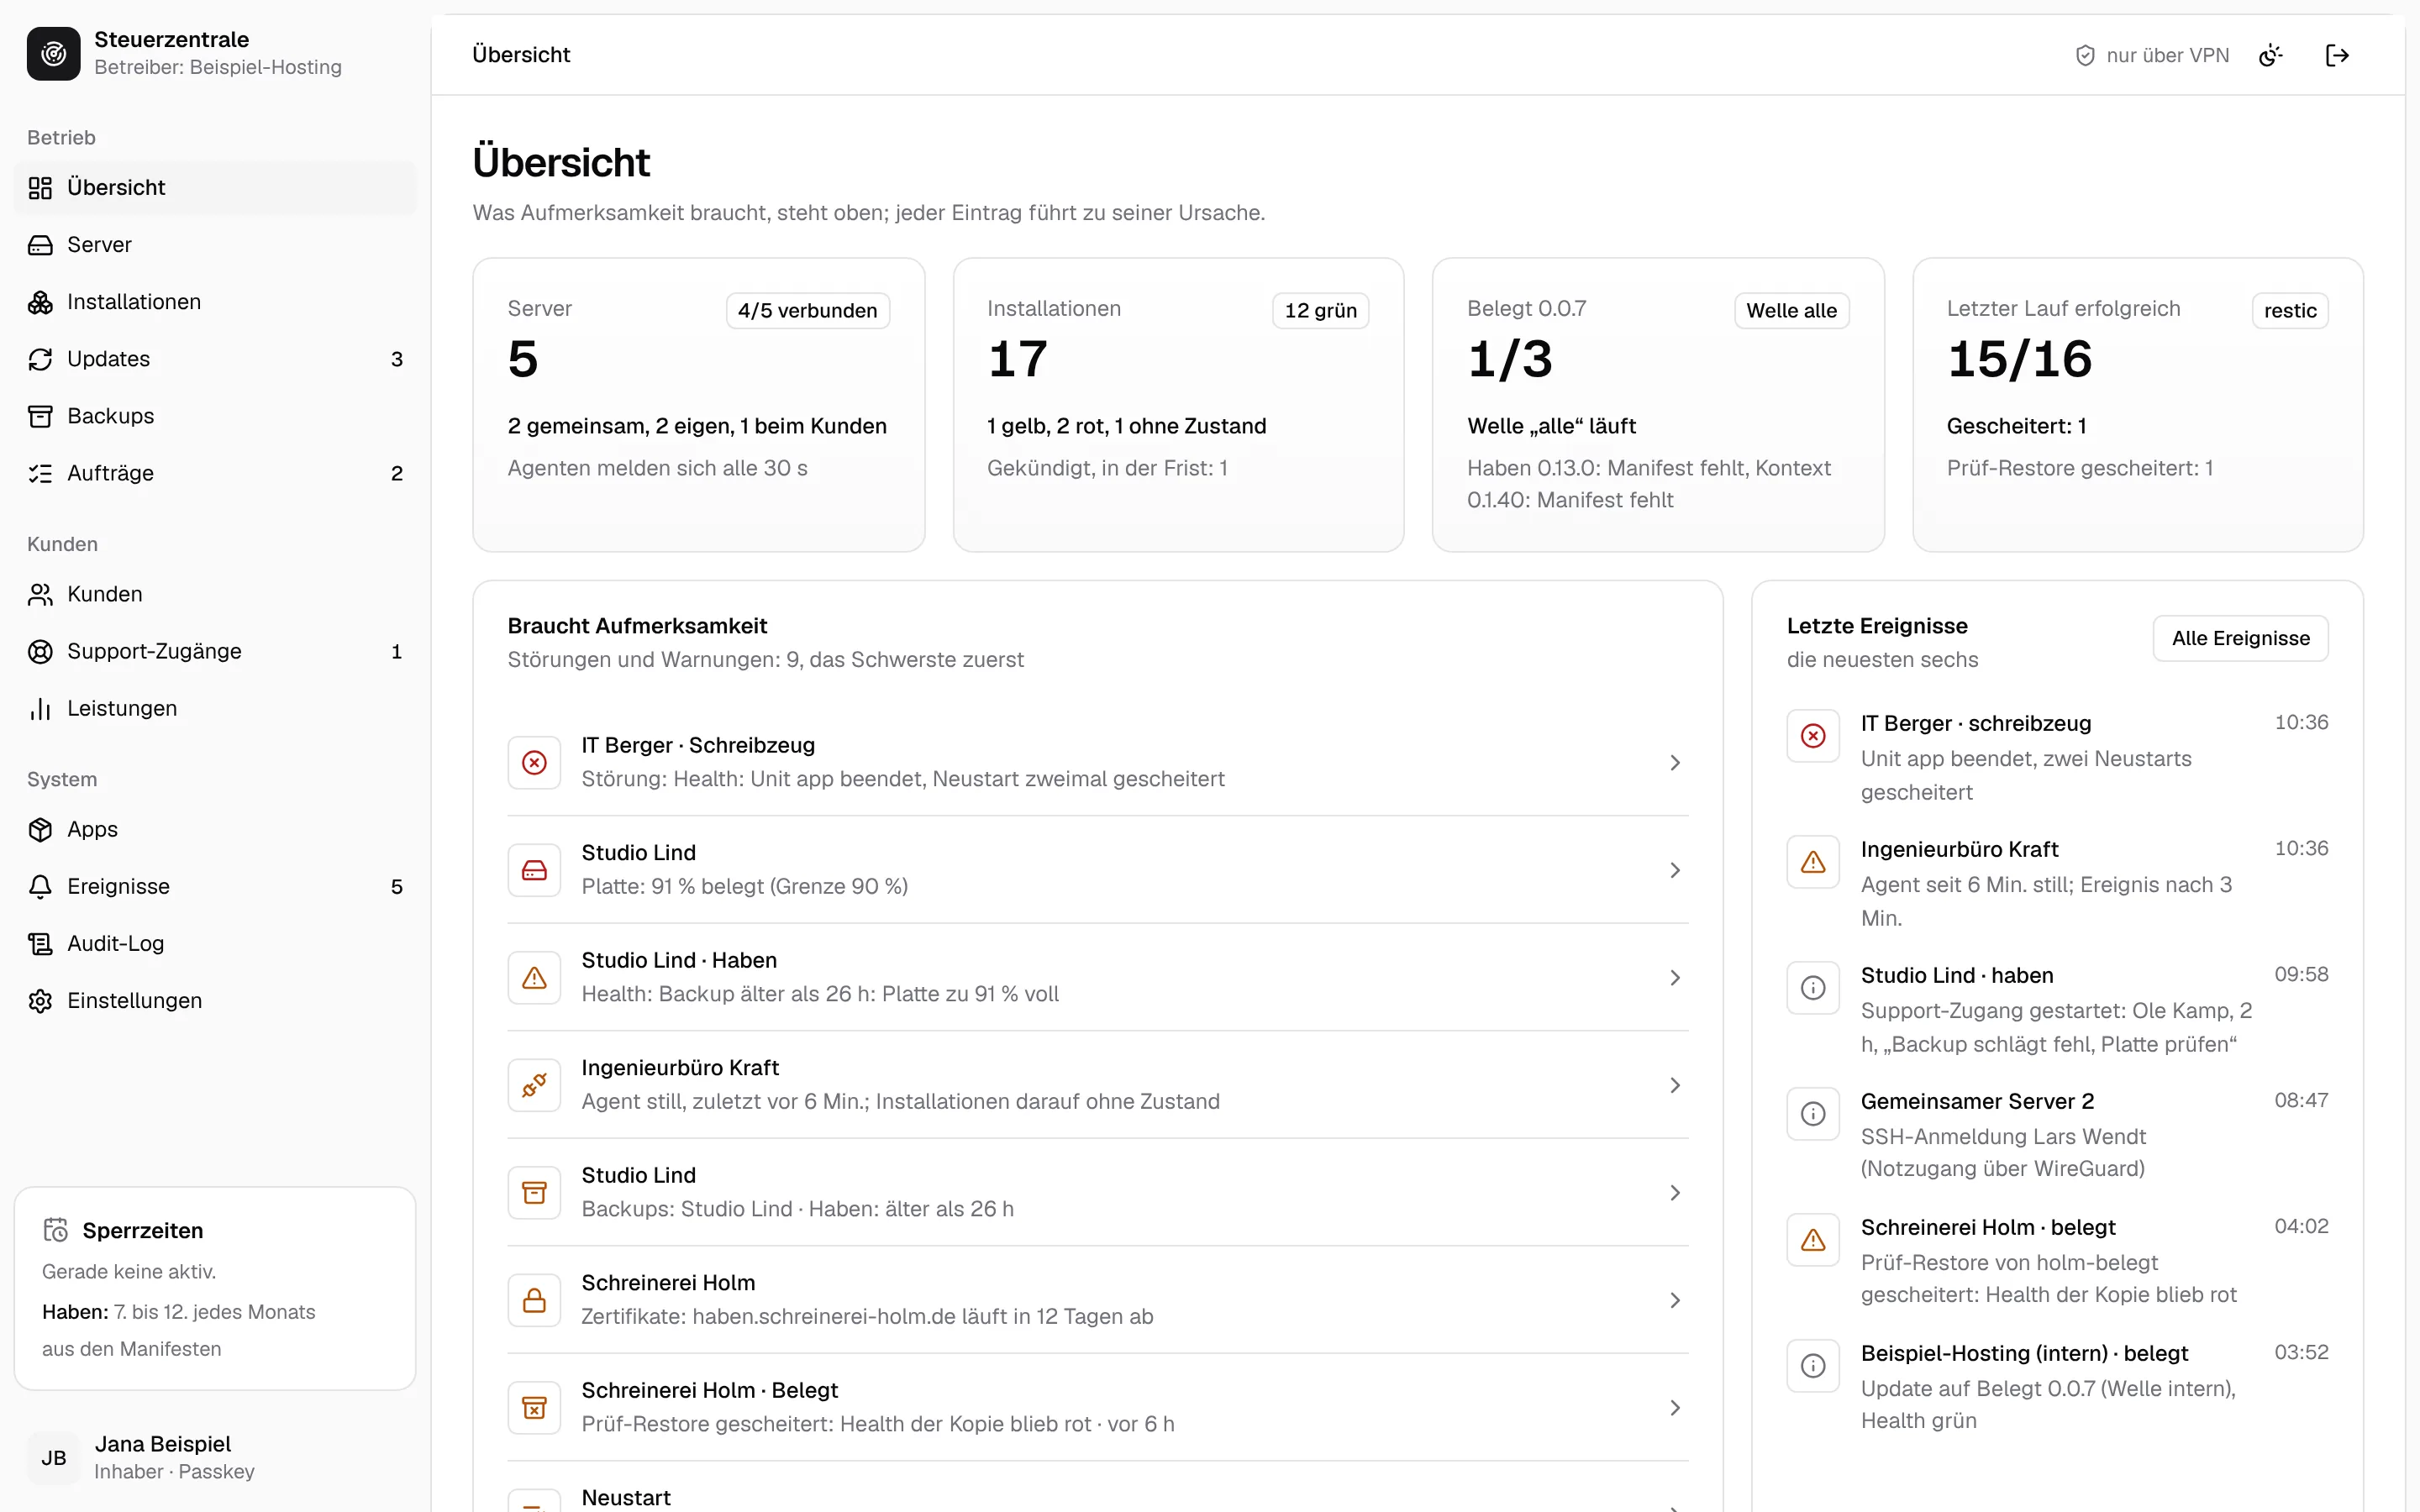 Steuerzentrale
Betreiber: Beispiel-Hosting
Betrieb
Übersicht
Server
Installationen
Updates 3
Backups
Aufträge 2
Kunden
Kunden
Support-Zugänge 1
Leistungen
System
Apps
Ereignisse 5
Audit-Log
Einstellungen
Sperrzeiten
Gerade keine aktiv.
Haben: 7. bis 12. jedes Monats
aus den Manifesten
JB
Jana Beispiel
Inhaber · Passkey
Übersicht
nur über VPN
Übersicht
Was Aufmerksamkeit braucht, steht oben; jeder Eintrag führt zu seiner Ursache.
Server
4/5 verbunden
5
2 gemeinsam, 2 eigen, 1 beim Kunden
Agenten melden sich alle 30 s
Installationen
12 grün
17
1 gelb, 2 rot, 1 ohne Zustand
Gekündigt, in der Frist: 1
Belegt 0.0.7
Welle alle
1/3
Welle „alle“ läuft
Haben 0.13.0: Manifest fehlt, Kontext
0.1.40: Manifest fehlt
Letzter Lauf erfolgreich
restic
15/16
Gescheitert: 1
Prüf-Restore gescheitert: 1
Braucht Aufmerksamkeit
Störungen und Warnungen: 9, das Schwerste zuerst
IT Berger · Schreibzeug
Störung: Health: Unit app beendet, Neustart zweimal gescheitert
Studio Lind
Platte: 91 % belegt (Grenze 90 %)
Studio Lind · Haben
Health: Backup älter als 26 h: Platte zu 91 % voll
Ingenieurbüro Kraft
Agent still, zuletzt vor 6 Min.; Installationen darauf ohne Zustand
Studio Lind
Backups: Studio Lind · Haben: älter als 26 h
Schreinerei Holm
Zertifikate: haben.schreinerei-holm.de läuft in 12 Tagen ab
Schreinerei Holm · Belegt
Prüf-Restore gescheitert: Health der Kopie blieb rot · vor 6 h
Neustart
Letzte Ereignisse
die neuesten sechs
Alle Ereignisse
IT Berger · schreibzeug 10:36
Unit app beendet, zwei Neustarts
gescheitert
Ingenieurbüro Kraft 10:36
Agent seit 6 Min. still; Ereignis nach 3
Min.
Studio Lind · haben 09:58
Support-Zugang gestartet: Ole Kamp, 2
h, „Backup schlägt fehl, Platte prüfen“
Gemeinsamer Server 2 08:47
SSH-Anmeldung Lars Wendt
(Notzugang über WireGuard)
Schreinerei Holm · belegt 04:02
Prüf-Restore von holm-belegt
gescheitert: Health der Kopie blieb rot
Beispiel-Hosting (intern) · belegt 03:52
Update auf Belegt 0.0.7 (Welle intern),
Health grün